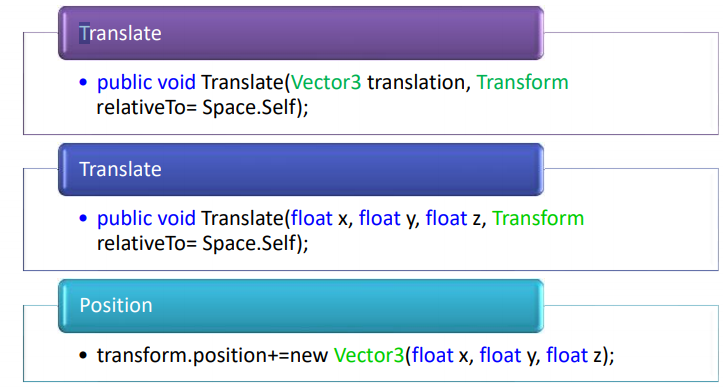 Translate
• public void Translate(Vector3 translation, Transform
relativeTo= Space.Self);
Translate
• public void Translate(float x, float y, float z, Transform
relativeTo= Space.Self);
Position
• transform.position+=new Vector3(float x, float y, float z);